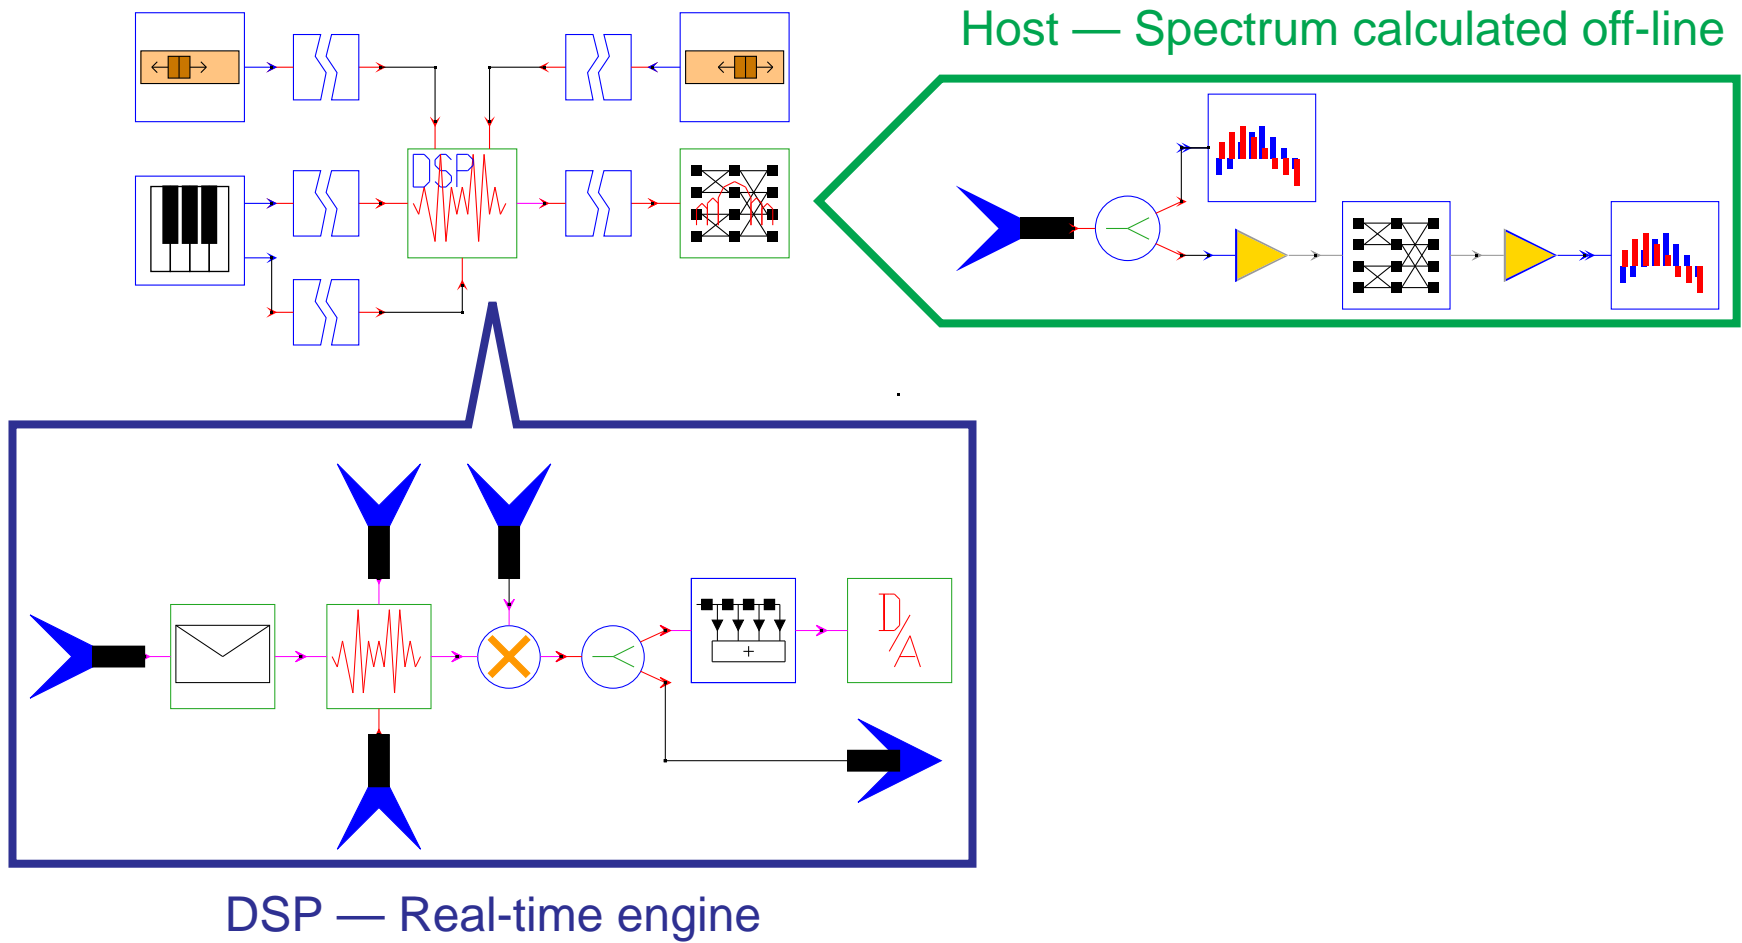 Host — Spectrum calculated off-line
DSP
+
D/A
DSP — Real-time engine